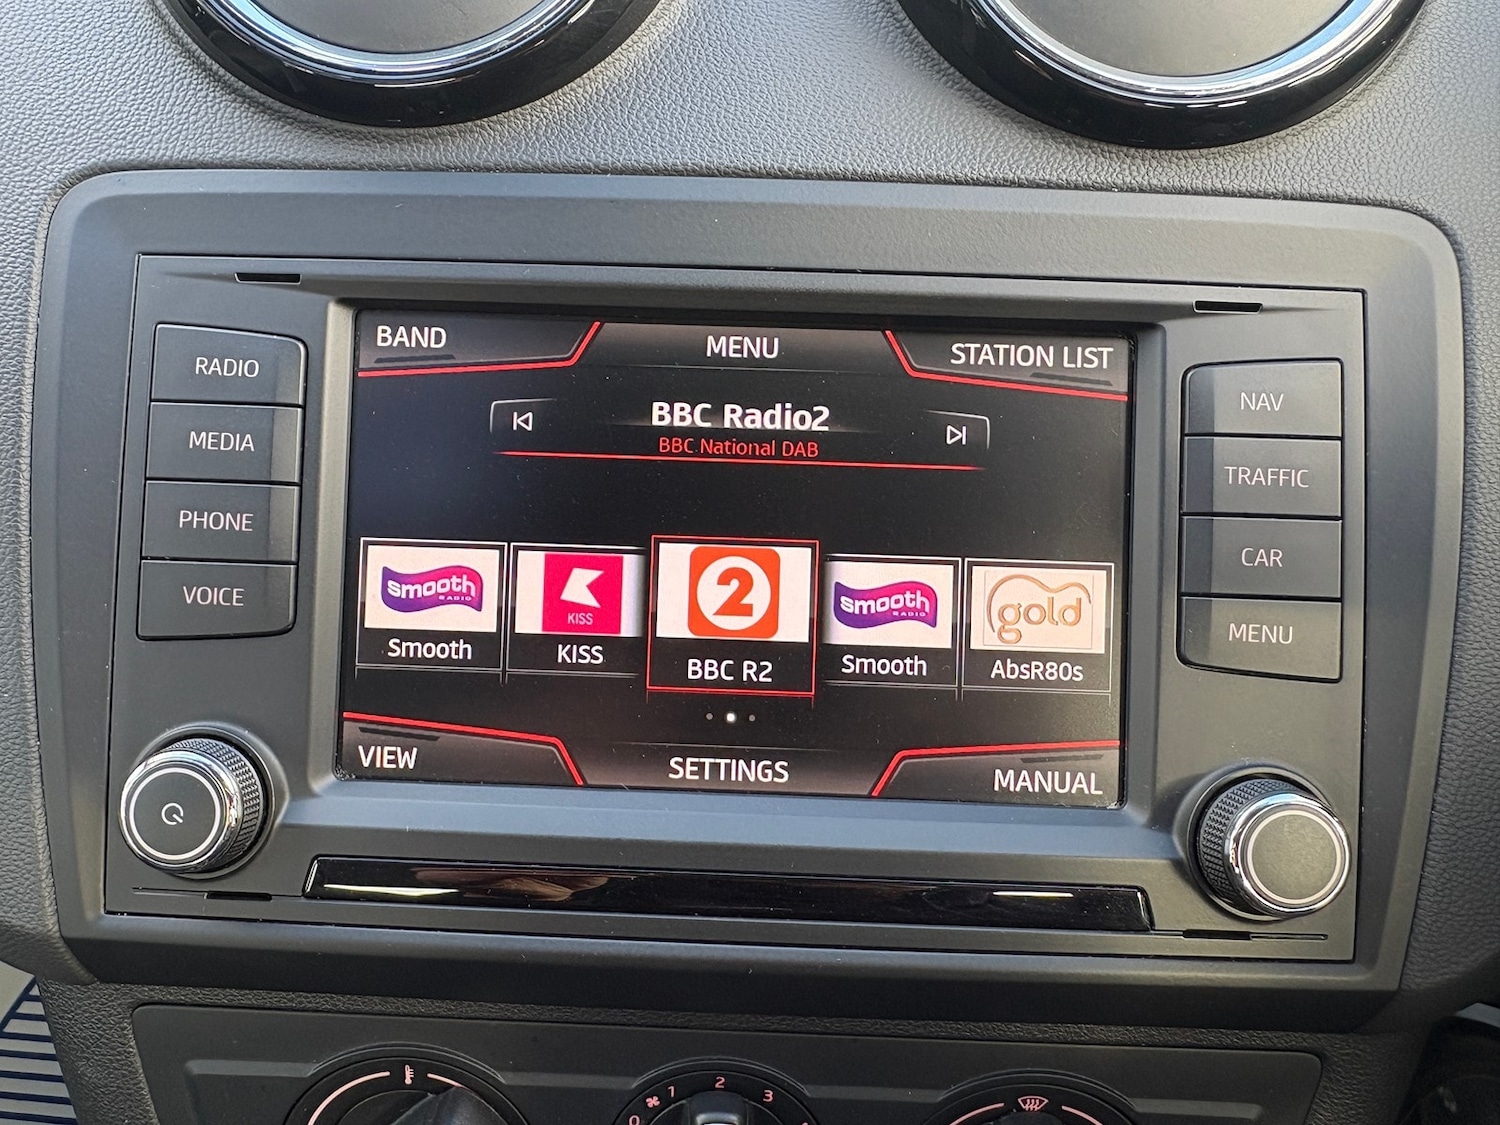 BAND
MENU
STATION LIST
RADIO
MEDIA
PHONE
VOICE
BBC Radio2
BBC National DAB
NAV
TRAFFIC
CAR
MENU
smooth
RADIO
Smooth
KISS
KISS
2
BBC R2
smooth
RADIO
Smooth
gold
AbsR80s
VIEW
SETTINGS
MANUAL
0
1
2
3